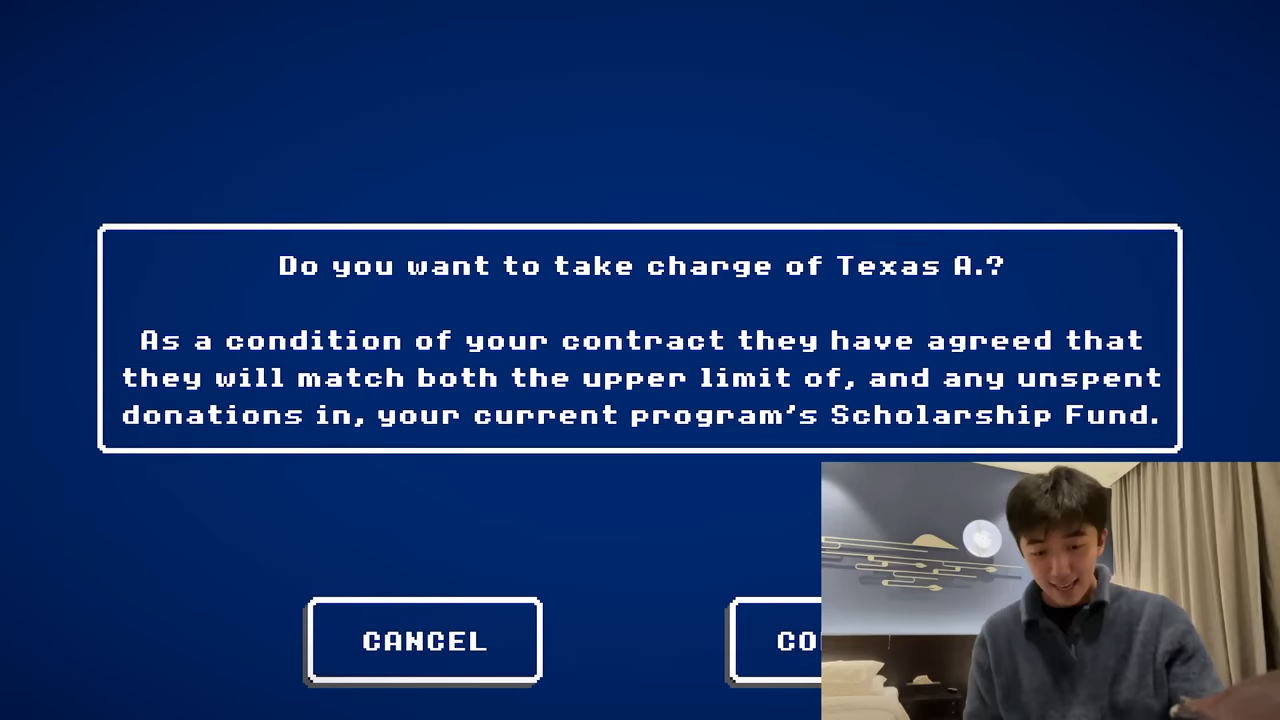 Do you want to take charge of Texas A.?
As a condition of your contract they have agreed that
they will match both the upper limit of, and any unspent
donations in, your current program's Scholarship Fund.
CANCEL